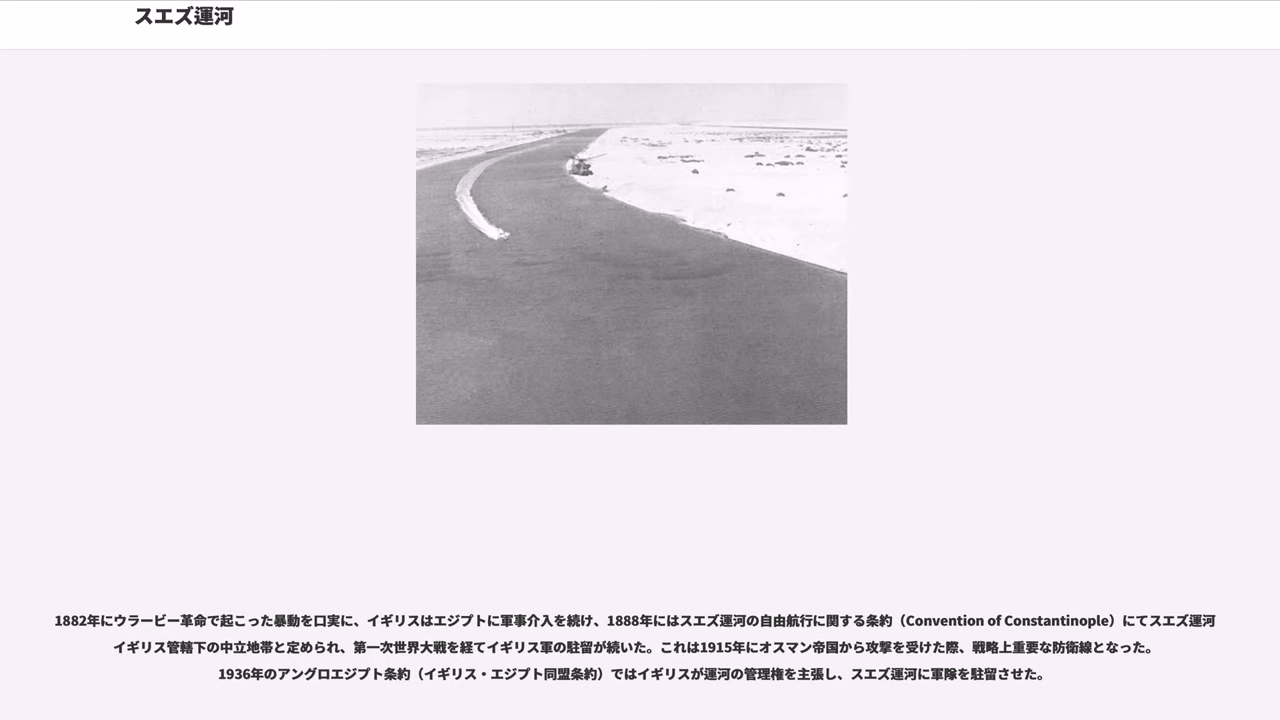 スエズ運河
1882年にウラービー革命で起こった暴動を口実に、イギリスはエジプトに軍事介入を続け、1888年にはスエズ運河の自由航行に関する条約（Convention of Constantinople）にてスエズ運河
イギリス管轄下の中立地帯と定められ、第一次世界大戦を経てイギリス軍の駐留が続いた。これは1915年にオスマン帝国から攻撃を受けた際、戦略上重要な防衛線となった。
1936年のアングロエジプト条約（イギリス・エジプト同盟条約）ではイギリスが運河の管理権を主張し、スエズ運河に軍隊を駐留させた。